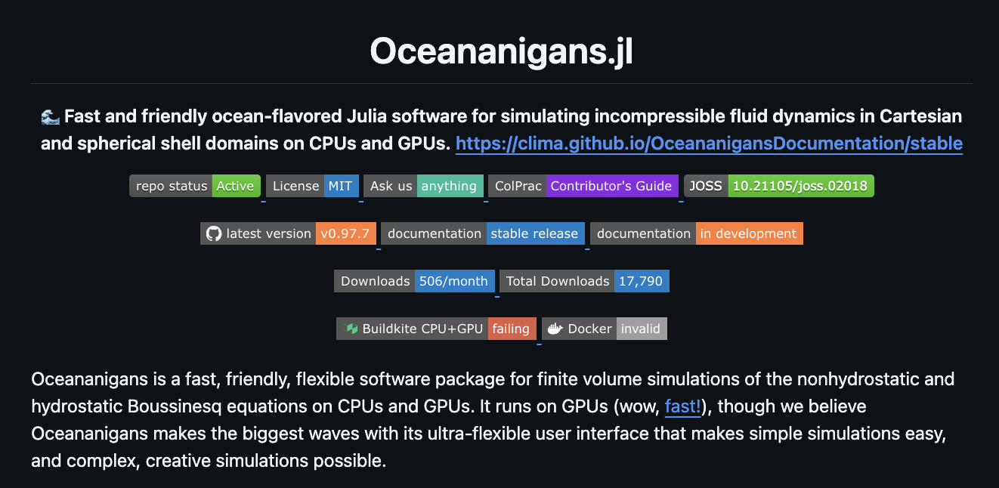 Oceananigans.jl
🌊 Fast and friendly ocean-flavored Julia software for simulating incompressible fluid dynamics in Cartesian
and spherical shell domains on CPUs and GPUs. https://clima.github.io/OceananigansDocumentation/stable
repo status Active License MIT Ask us anything ColPrac Contributor's Guide JOSS 10.21105/joss.02018
latest version v0.97.7 documentation stable release documentation in development
Downloads 506/month Total Downloads 17,790
Buildkite CPU+GPU failing Docker invalid
Oceananigans is a fast, friendly, flexible software package for finite volume simulations of the nonhydrostatic and
hydrostatic Boussinesq equations on CPUs and GPUs. It runs on GPUs (wow, fast!), though we believe
Oceananigans makes the biggest waves with its ultra-flexible user interface that makes simple simulations easy,
and complex, creative simulations possible.